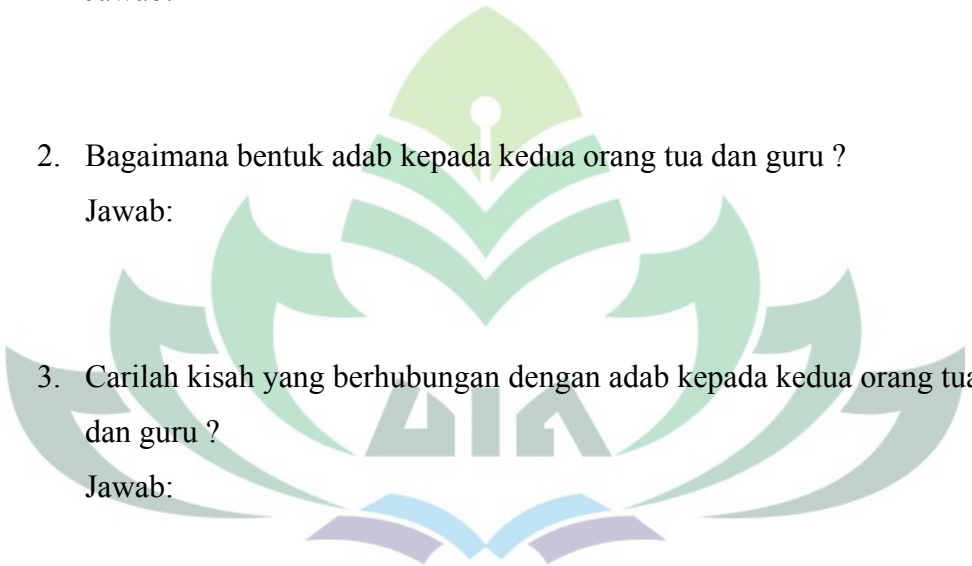 2. Bagaimana bentuk adab kepada kedua orang tua dan guru ?
Jawab:
3. Carilah kisah yang berhubungan dengan adab kepada kedua orang tua
dan guru ?
Jawab: